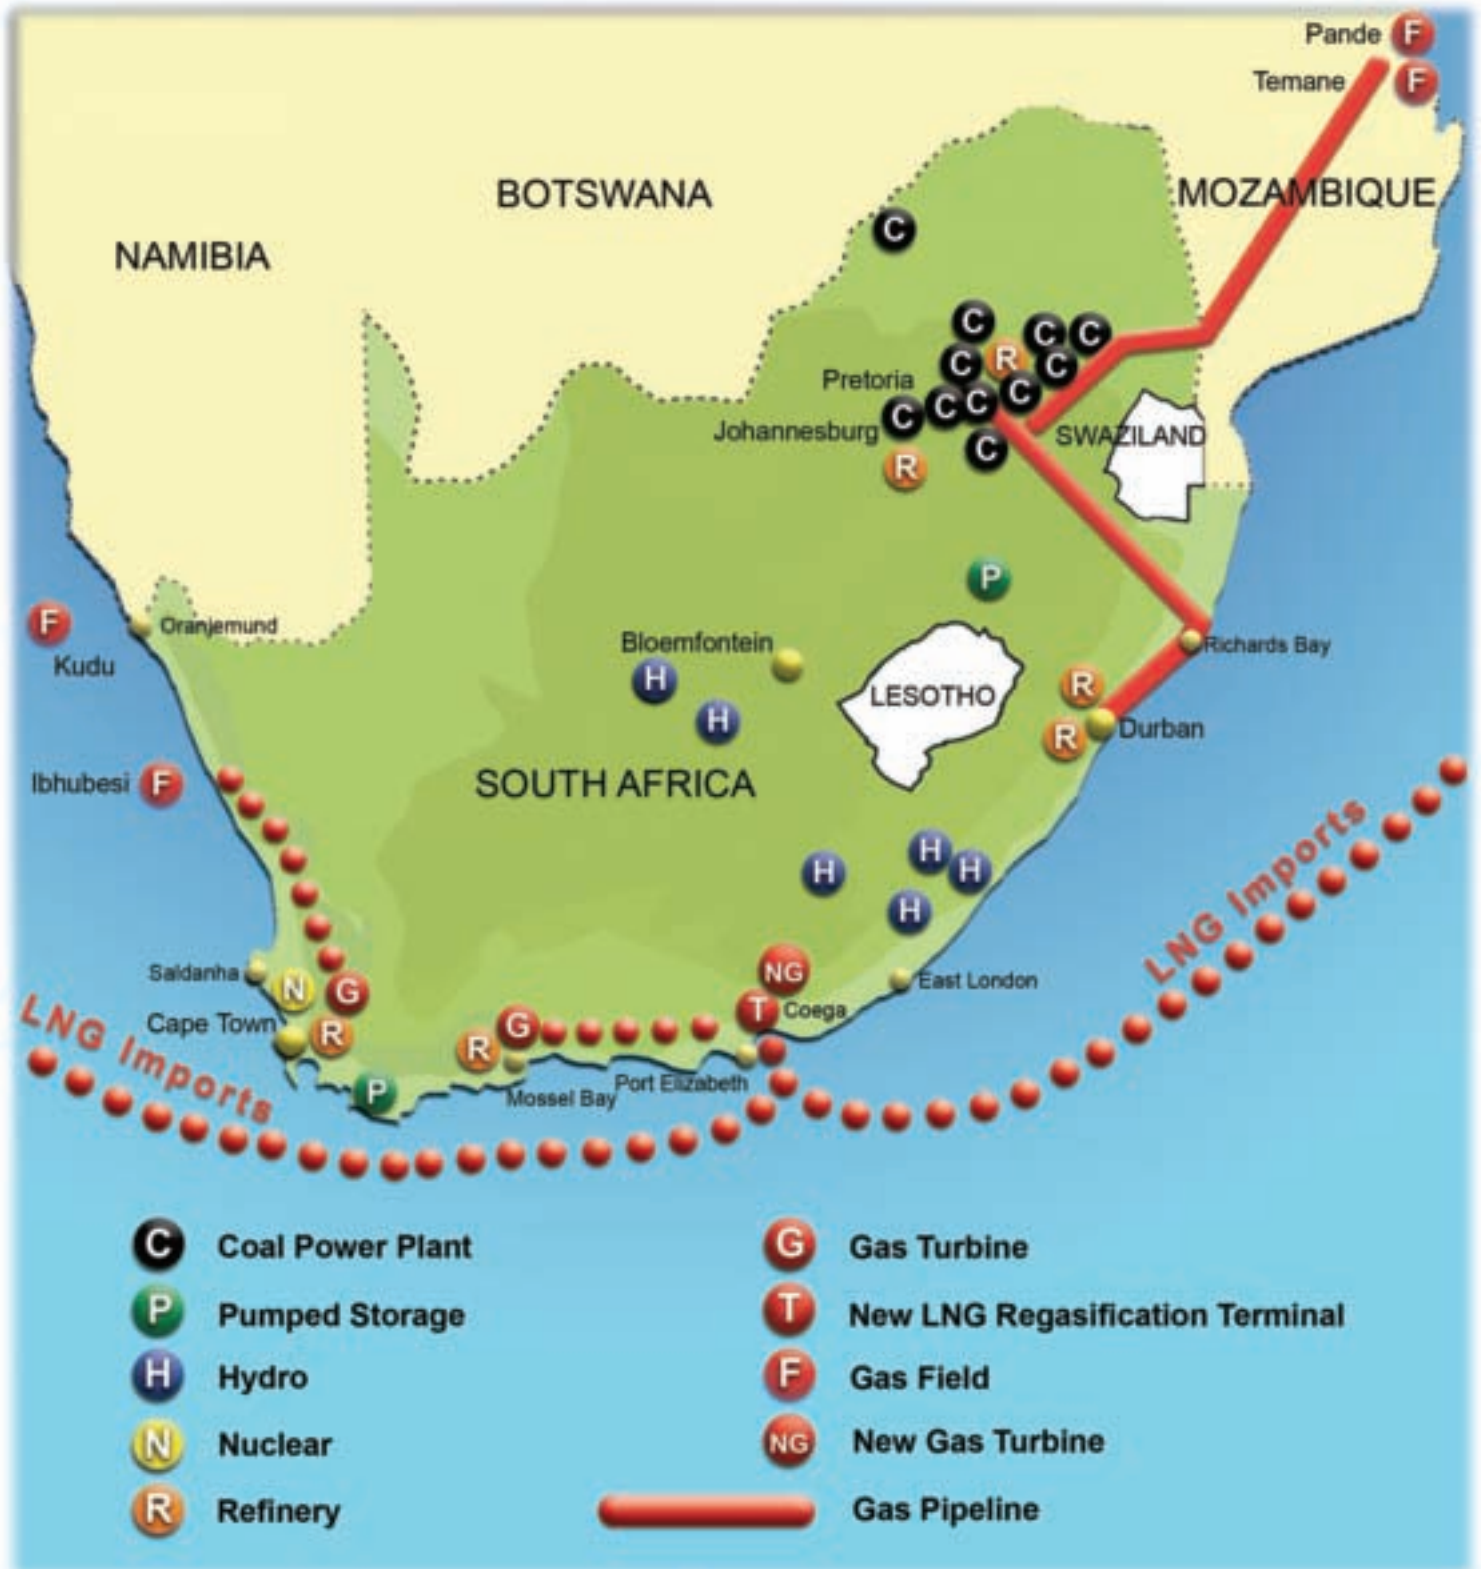 Pande F
Temane F
BOTSWANA
MOZAMBIQUE
NAMIBIA
C
C C C
C R C
Pretoria
C C C C
Johannesburg
SWAZILAND
C
R
P
F
Oranjemund
Kudu
Bloemfontein
H
H
LESOTHO
Richards Bay
R
R Durban
SOUTH AFRICA
Ibhubesi F
LNG Imports
H H H
H
Saldanha
N G
NG
East London
LNG Imports
Cape Town R
R G
T Coega
P
Mossel Bay
Port Elizabeth
C Coal Power Plant
P Pumped Storage
H Hydro
N Nuclear
R Refinery
G Gas Turbine
T New LNG Regasification Terminal
F Gas Field
NG New Gas Turbine
Gas Pipeline